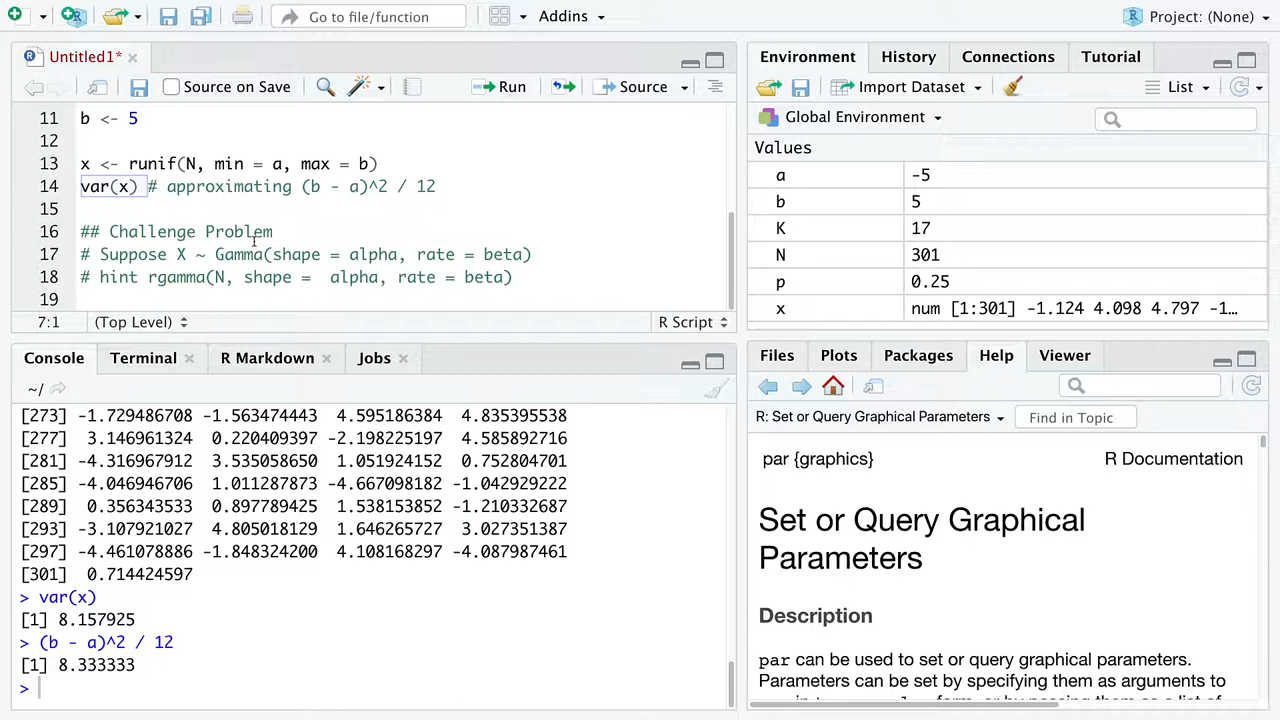 Go to file/function
Addins
Project: (None)
Untitled1*
Source on Save
Run
Source
11 b <- 5
12
13 x <- runif(N, min = a, max = b)
14 var(x) # approximating (b - a)^2 / 12
15
16 ## Challenge Problem
17 # Suppose X ~ Gamma(shape = alpha, rate = beta)
18 # hint rgamma(N, shape =  alpha, rate = beta)
19
7:1 (Top Level) R Script
Console Terminal R Markdown Jobs
~/
[273] -1.729486708 -1.563474443 4.595186384 4.835395538
[277] 3.146961324 0.220409397 -2.198225197 4.585892716
[281] -4.316967912 3.535058650 1.051924152 0.752804701
[285] -4.046946706 1.011287873 -4.667098182 -1.042929222
[289] 0.356343533 0.897789425 1.538153852 -1.210332687
[293] -3.107921027 4.805018129 1.646265727 3.027351387
[297] -4.461078886 -1.848324200 4.108168297 -4.087987461
[301] 0.714424597
> var(x)
[1] 8.157925
> (b - a)^2 / 12
[1] 8.333333
>
Environment History Connections Tutorial
Import Dataset List
Global Environment
Values
a -5
b 5
K 17
N 301
p 0.25
x num [1:301] -1.124 4.098 4.797 -1…
Files Plots Packages Help Viewer
R: Set or Query Graphical Parameters Find in Topic
par {graphics} R Documentation
Set or Query Graphical
Parameters
Description
par can be used to set or query graphical parameters.
Parameters can be set by specifying them as arguments to